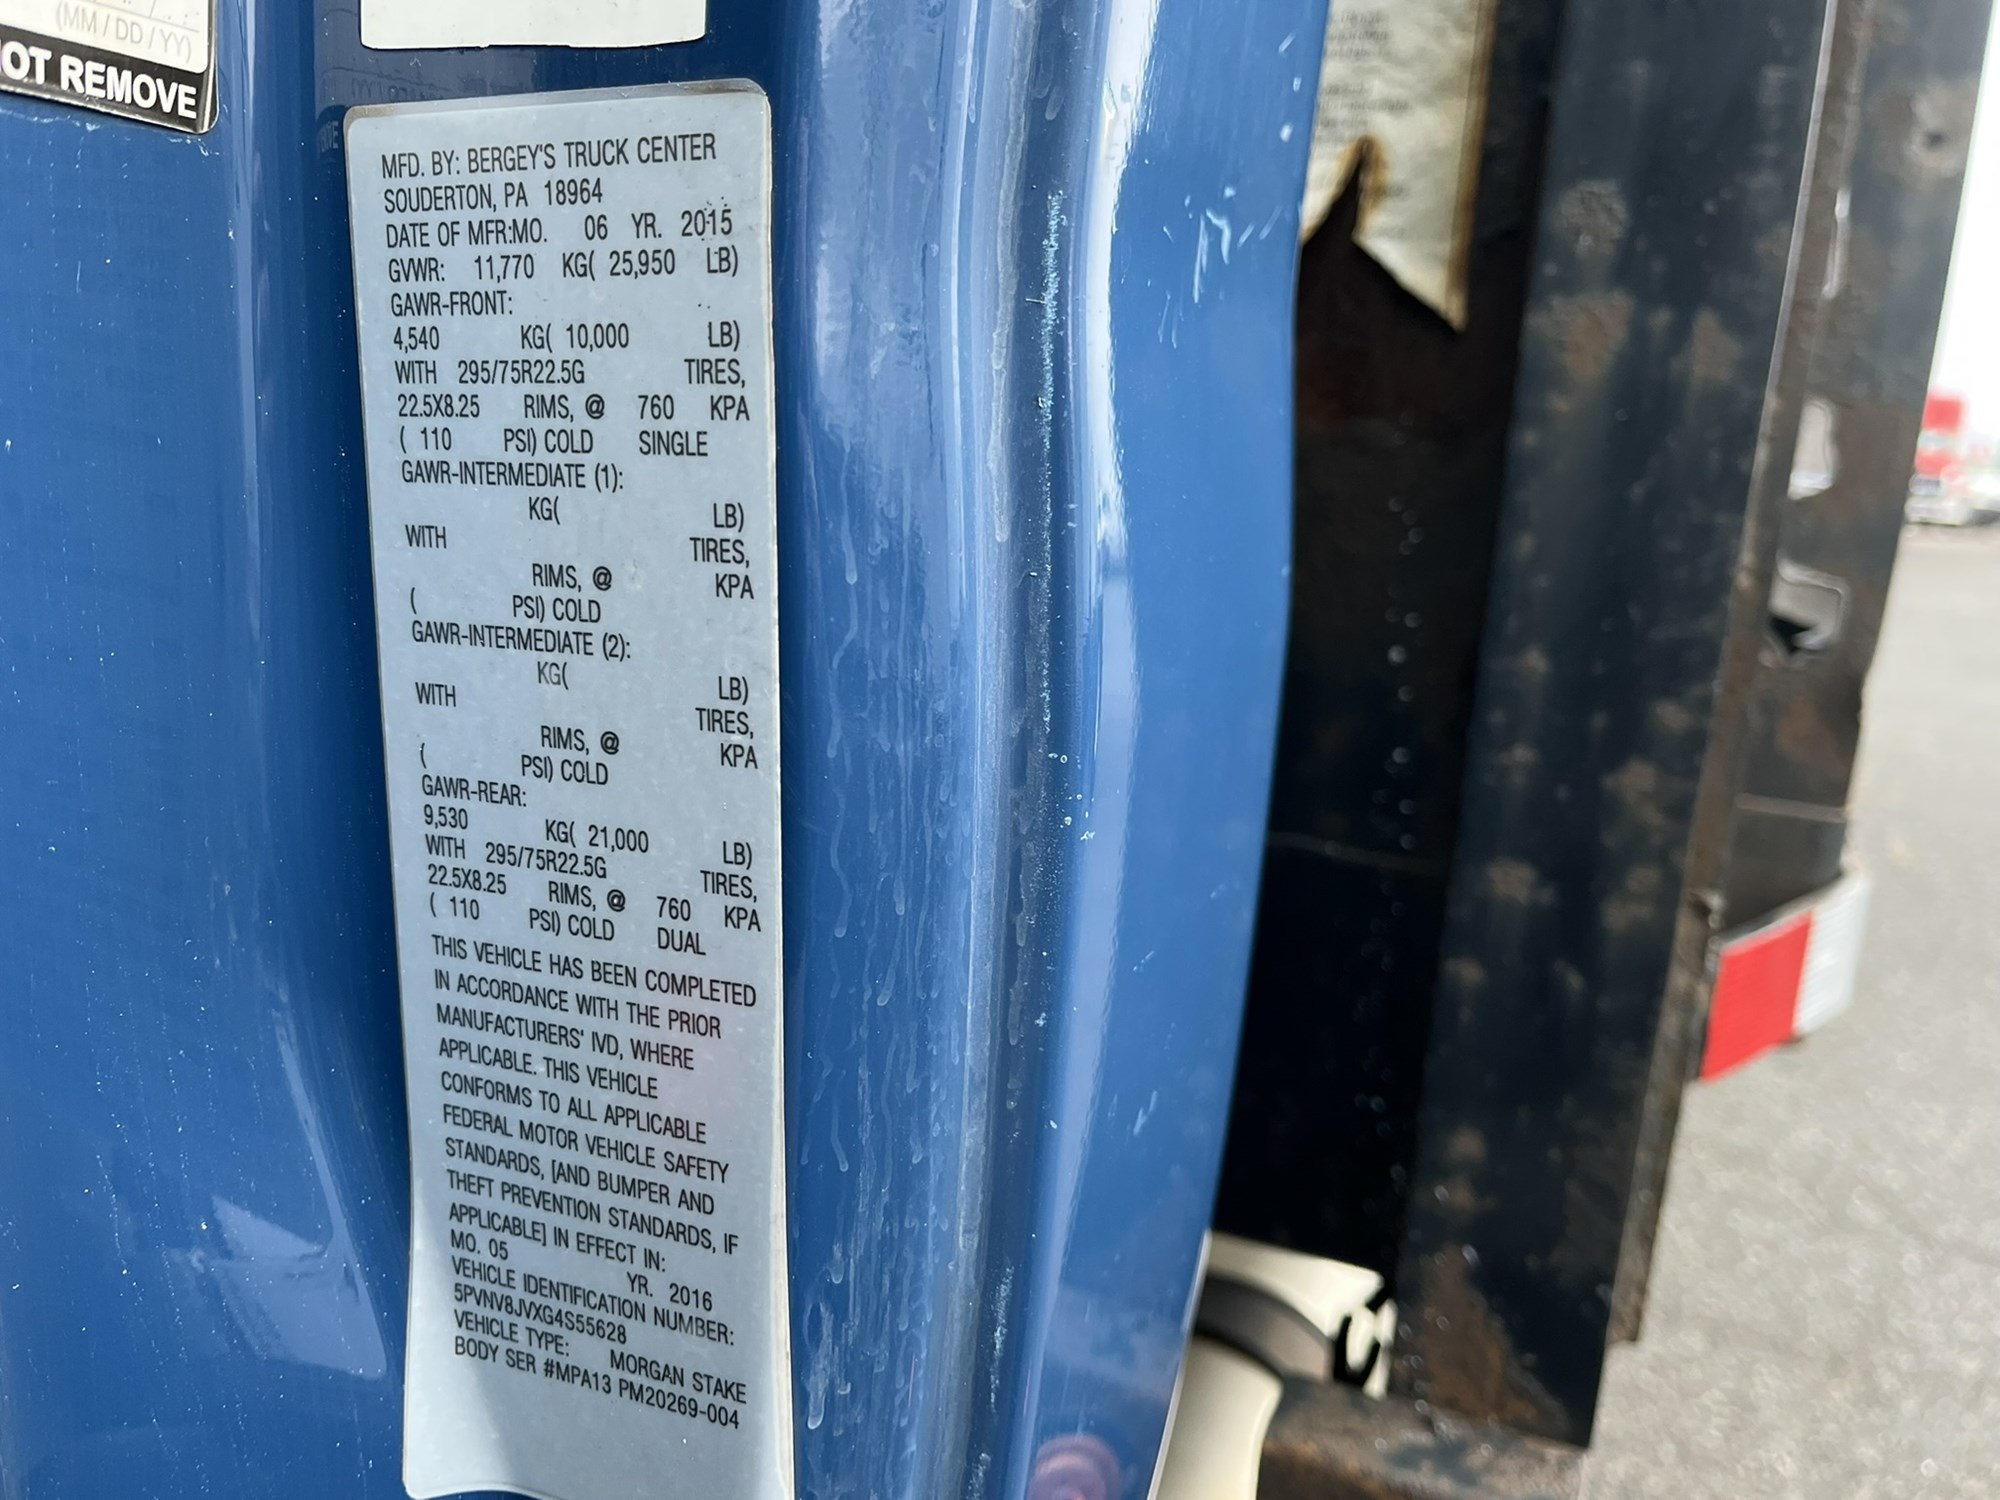 (MM / DD / YY)
OT REMOVE
MFD. BY: BERGEY'S TRUCK CENTER
SOUDERTON, PA 18964
DATE OF MFR:MO. 06 YR. 2015
GVWR: 11,770 KG( 25,950 LB)
GAWR-FRONT:
4,540 KG( 10,000 LB)
WITH 295/75R22.5G TIRES,
22.5X8.25 RIMS, @ 760 KPA
( 110 PSI) COLD SINGLE
GAWR-INTERMEDIATE (1):
KG( LB)
WITH TIRES,
RIMS, @ KPA
( PSI) COLD
GAWR-INTERMEDIATE (2):
KG( LB)
WITH TIRES,
RIMS, @ KPA
( PSI) COLD
GAWR-REAR:
9,530 KG( 21,000 LB)
WITH 295/75R22.5G TIRES,
22.5X8.25 RIMS, @ 760 KPA
( 110 PSI) COLD DUAL
THIS VEHICLE HAS BEEN COMPLETED
IN ACCORDANCE WITH THE PRIOR
MANUFACTURERS' IVD, WHERE
APPLICABLE. THIS VEHICLE
CONFORMS TO ALL APPLICABLE
FEDERAL MOTOR VEHICLE SAFETY
STANDARDS, [AND BUMPER AND
THEFT PREVENTION STANDARDS, IF
APPLICABLE] IN EFFECT IN:
MO. 05 YR. 2016
VEHICLE IDENTIFICATION NUMBER:
5PVNV8JVXG4S55628
VEHICLE TYPE: MORGAN STAKE
BODY SER #MPA13 PM20269-004